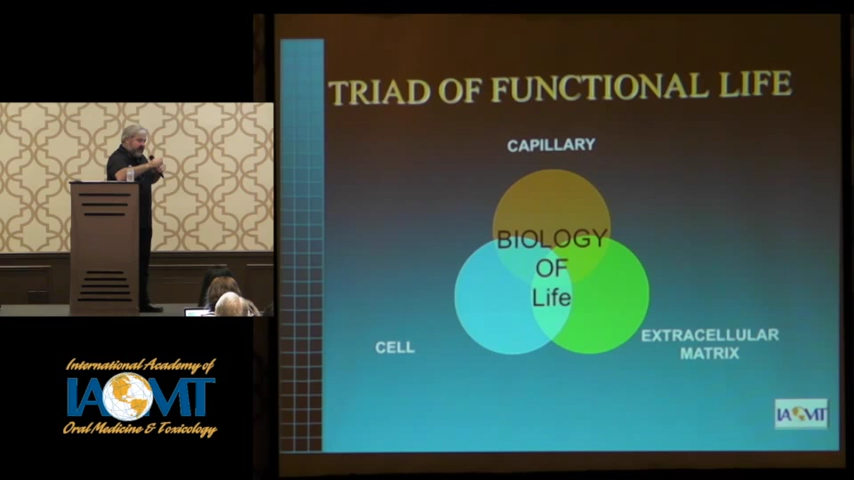 TRIAD OF FUNCTIONAL LIFE
CAPILLARY
BIOLOGY
OF
Life
CELL
EXTRACELLULAR
MATRIX
IAOMT
International Academy of
IAOMT
Oral Medicine & Toxicology